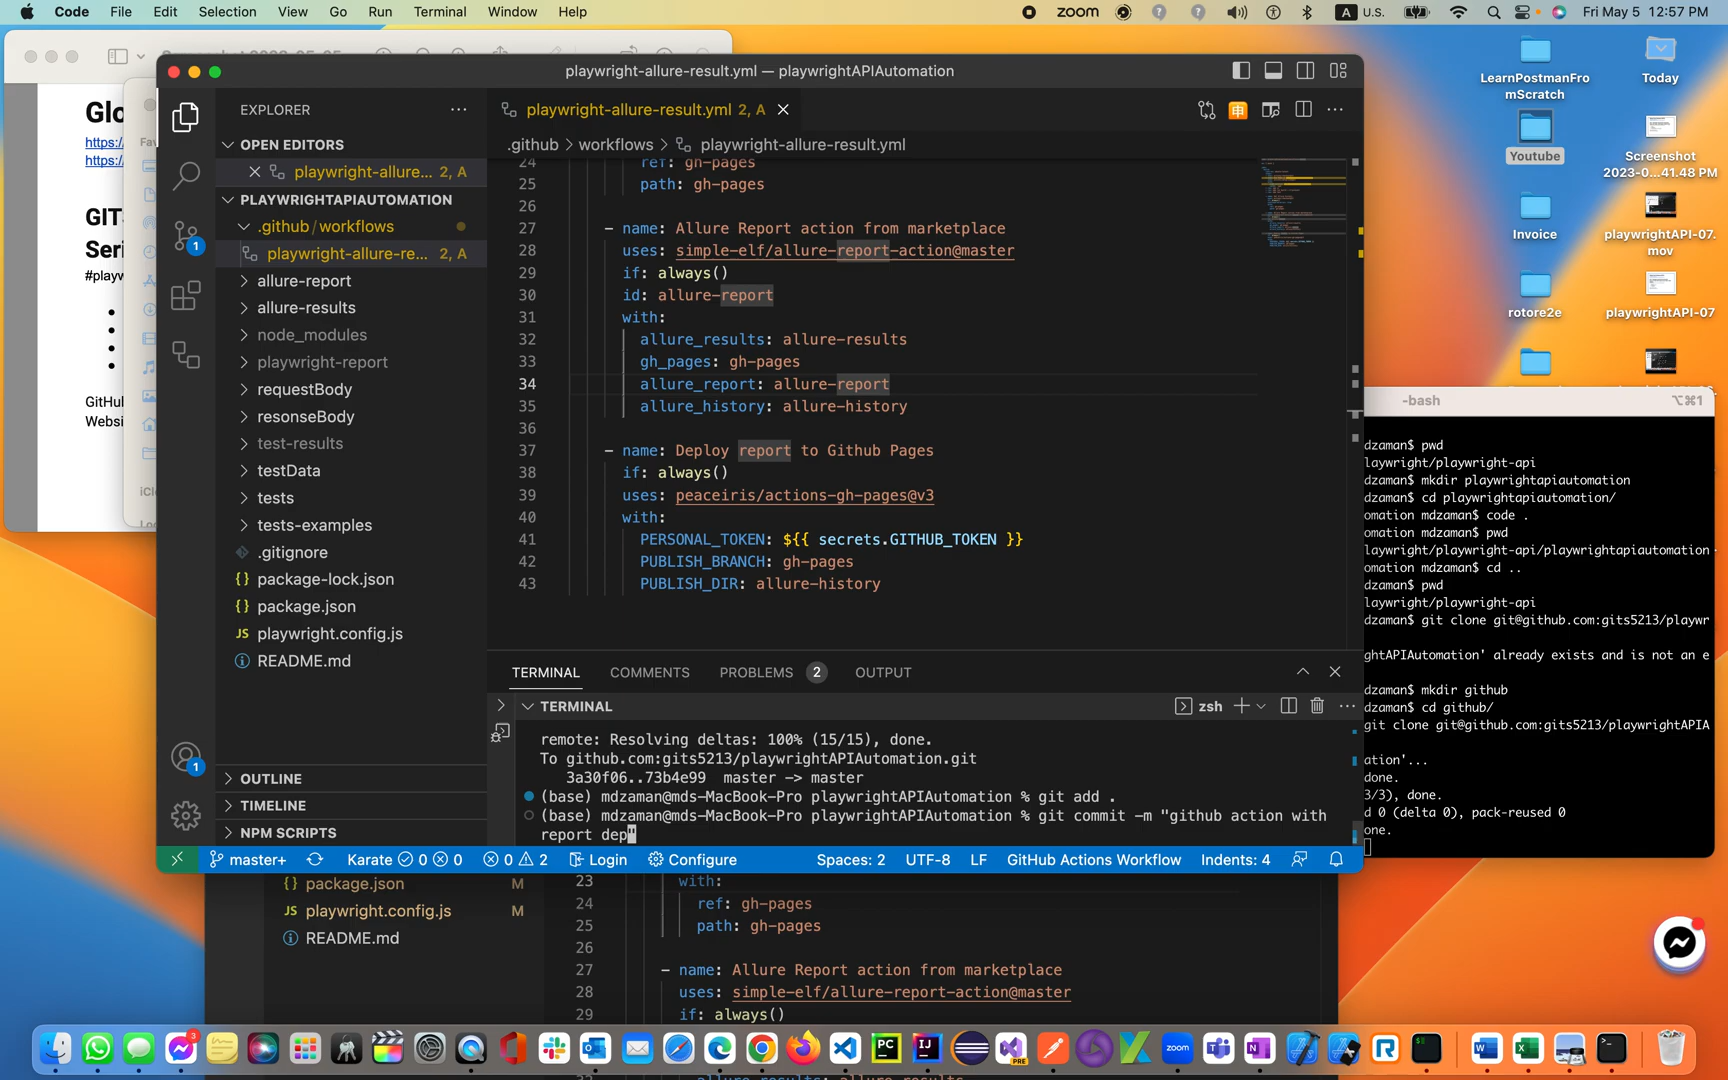 Code File Edit Selection View Go Run Terminal Window Help
zoom A U.S. Fri May 5 12:57 PM
playwright-allure-result.yml — playwrightAPIAutomation
EXPLORER
OPEN EDITORS
playwright-allure... 2, A
PLAYWRIGHTAPIAUTOMATION
.github / workflows
playwright-allure-re... 2, A
allure-report
allure-results
node_modules
playwright-report
requestBody
resonseBody
test-results
testData
tests
tests-examples
.gitignore
package-lock.json
package.json
JS playwright.config.js
README.md
OUTLINE
TIMELINE
NPM SCRIPTS
playwright-allure-result.yml 2, A
.github > workflows > playwright-allure-result.yml
24 ref: gh-pages
25 path: gh-pages
26
27 - name: Allure Report action from marketplace
28 uses: simple-elf/allure-report-action@master
29 if: always()
30 id: allure-report
31 with:
32 allure_results: allure-results
33 gh_pages: gh-pages
34 allure_report: allure-report
35 allure_history: allure-history
36
37 - name: Deploy report to Github Pages
38 if: always()
39 uses: peaceiris/actions-gh-pages@v3
40 with:
41 PERSONAL_TOKEN: ${{ secrets.GITHUB_TOKEN }}
42 PUBLISH_BRANCH: gh-pages
43 PUBLISH_DIR: allure-history
TERMINAL COMMENTS PROBLEMS 2 OUTPUT
TERMINAL
zsh
remote: Resolving deltas: 100% (15/15), done.
To github.com:gits5213/playwrightAPIAutomation.git
3a30f06..73b4e99 master -> master
(base) mdzaman@mds-MacBook-Pro playwrightAPIAutomation % git add .
(base) mdzaman@mds-MacBook-Pro playwrightAPIAutomation % git commit -m "github action with
report dep"
master+ Karate 0 0 0 2 Login Configure Spaces: 2 UTF-8 LF GitHub Actions Workflow Indents: 4
package.json M
JS playwright.config.js M
README.md
23 with:
24 ref: gh-pages
25 path: gh-pages
26
27 - name: Allure Report action from marketplace
28 uses: simple-elf/allure-report-action@master
29 if: always()
Glo
https:/
https:/
GIT
Seri
#playw
GitHul
Websi
LearnPostmanFro
mScratch
Today
Youtube
Screenshot
2023-0...41.48 PM
Invoice
playwrightAPI-07.
mov
rotore2e
playwrightAPI-07
-bash ⌥⌘1
dzaman$ pwd
laywright/playwright-api
dzaman$ mkdir playwrightapiautomation
dzaman$ cd playwrightapiautomation/
omation mdzaman$ code .
omation mdzaman$ pwd
laywright/playwright-api/playwrightapiautomation
omation mdzaman$ cd ..
dzaman$ pwd
laywright/playwright-api
dzaman$ git clone git@github.com:gits5213/playwr
ghtAPIAutomation' already exists and is not an e
dzaman$ mkdir github
dzaman$ cd github/
git clone git@github.com:gits5213/playwrightAPIA
ation'...
done.
3/3), done.
d 0 (delta 0), pack-reused 0
one.